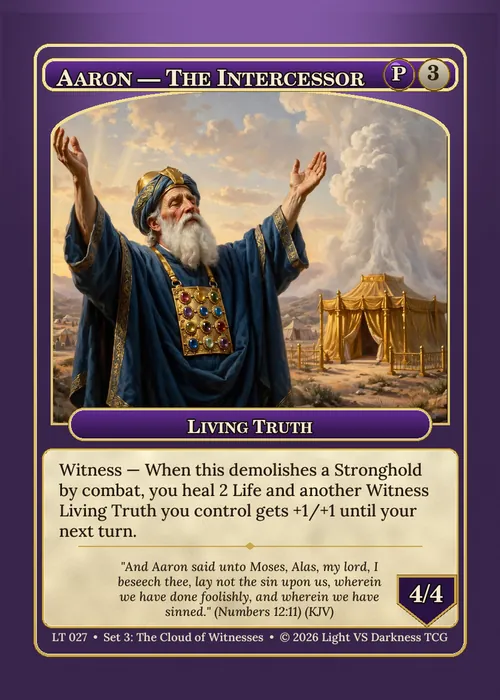 Aaron — The Intercessor P 3
Living Truth
Witness — When this demolishes a Stronghold
by combat, you heal 2 Life and another Witness
Living Truth you control gets +1/+1 until your
next turn.
"And Aaron said unto Moses, Alas, my lord, I
beseech thee, lay not the sin upon us, wherein
we have done foolishly, and wherein we have
sinned." (Numbers 12:11) (KJV)
4/4
LT 027 • Set 3: The Cloud of Witnesses • © 2026 Light VS Darkness TCG